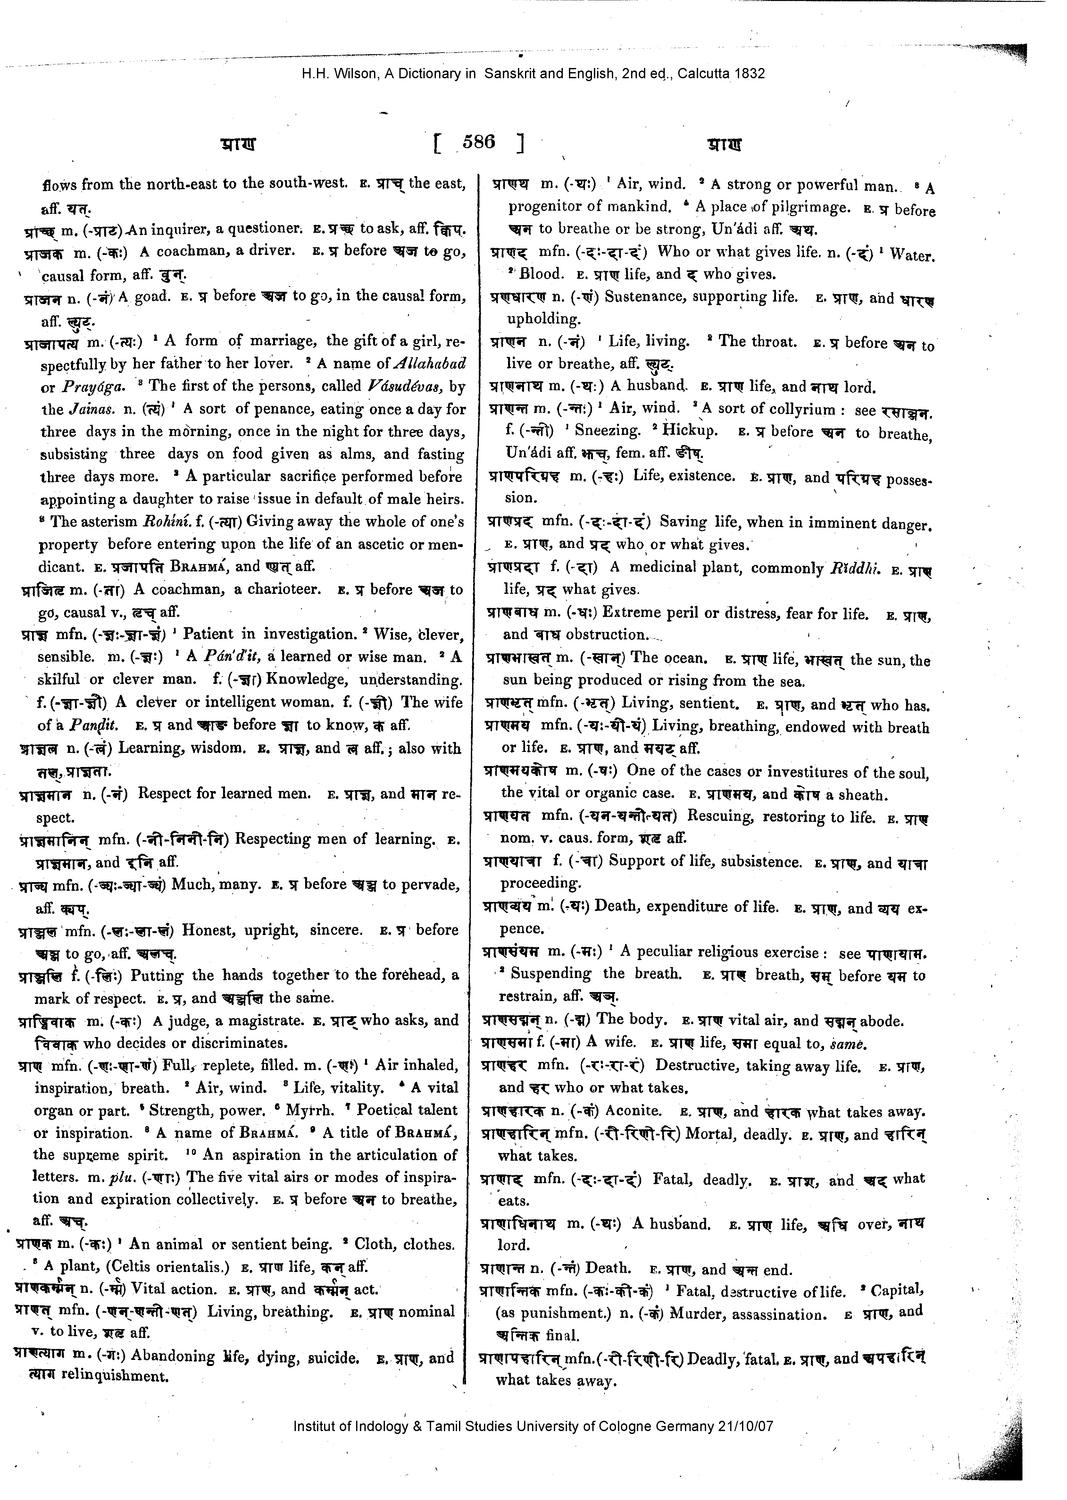 H.H. Wilson, A Dictionary in Sanskrit and English, 2nd ed., Calcutta 1832
प्राण [ 586 ] प्राण
flows from the north-east to the south-west. E. प्राच् the east,
aff. यत्.
प्राच्छ् m. (-प्राट) An inquirer, a questioner. E. प्रच्छ to ask, aff. क्विप्.
प्राजक m. (-कः) A coachman, a driver. E. प्र before अज to go,
causal form, aff. वुन्.
प्राजन n. (-नं) A goad. E. प्र before अज to go, in the causal form,
aff. ल्युट्.
प्राजापत्य m. (-त्यः) ¹ A form of marriage, the gift of a girl, re-
spectfully by her father to her lover. ² A name of Allahabad
or Prayága. ³ The first of the persons, called Vásudévas, by
the Jainas. n. (त्यं) ¹ A sort of penance, eating once a day for
three days in the morning, once in the night for three days,
subsisting three days on food given as alms, and fasting
three days more. ² A particular sacrifice performed before
appointing a daughter to raise issue in default of male heirs.
³ The asterism Rohiní. f. (-त्या) Giving away the whole of one's
property before entering upon the life of an ascetic or men-
dicant. E. प्रजापति BRAHMÁ, and ण्यत् aff.
प्राजितृ m. (-ता) A coachman, a charioteer. E. प्र before अज to
go, causal v., तृच् aff.
प्राज्ञ mfn. (-ज्ञः-ज्ञा-ज्ञं) ¹ Patient in investigation. ² Wise, clever,
sensible. m. (-ज्ञः) ¹ A Pán'd'it, a learned or wise man. ² A
skilful or clever man. f. (-ज्ञा) Knowledge, understanding.
f. (-ज्ञा-ज्ञी) A clever or intelligent woman. f. (-ज्ञी) The wife
of a Pandit. E. प्र and आङ before ज्ञा to know, क aff.
प्राज्ञत्व n. (-त्वं) Learning, wisdom. E. प्राज्ञ, and त्व aff.; also with
तल्, प्राज्ञता.
प्राज्ञमान n. (-नं) Respect for learned men. E. प्राज्ञ, and मान re-
spect.
प्राज्ञमानिन् mfn. (-नी-निनी-नि) Respecting men of learning. E.
प्राज्ञमान, and इनि aff.
प्राज्य mfn. (-ज्यः-ज्या-ज्यं) Much, many. E. प्र before अञ्ज to pervade,
aff. क्यप्.
प्राञ्जल mfn. (-लः-ला-लं) Honest, upright, sincere. E. प्र before
अञ्ज to go, aff. अलच्.
प्राञ्जलि f. (-लिः) Putting the hands together to the forehead, a
mark of respect. E. प्र, and अञ्जलि the same.
प्राड्विवाक m. (-कः) A judge, a magistrate. E. प्राट् who asks, and
विवाक who decides or discriminates.
प्राण mfn. (-णः-णा-णं) Full, replete, filled. m. (-णः) ¹ Air inhaled,
inspiration, breath. ² Air, wind. ³ Life, vitality. ⁴ A vital
organ or part. ⁵ Strength, power. ⁶ Myrrh. ⁷ Poetical talent
or inspiration. ⁸ A name of BRAHMÁ. ⁹ A title of BRAHMÁ,
the supreme spirit. ¹⁰ An aspiration in the articulation of
letters. m. plu. (-णाः) The five vital airs or modes of inspira-
tion and expiration collectively. E. प्र before अन to breathe,
aff. अच्.
प्राणक m. (-कः) ¹ An animal or sentient being. ² Cloth, clothes.
³ A plant, (Celtis orientalis.) E. प्राण life, कन् aff.
प्राणकर्म्मन् n. (-र्म्म) Vital action. E. प्राण, and कर्म्मन् act.
प्राणत् mfn. (-णन्-णन्ती-णत्) Living, breathing. E. प्राण nominal
v. to live, शतृ aff.
प्राणत्याग m. (-गः) Abandoning life, dying, suicide. E. प्राण, and
त्याग relinquishment.
प्राणथ m. (-थः) ¹ Air, wind. ² A strong or powerful man. ³ A
progenitor of mankind. ⁴ A place of pilgrimage. E. प्र before
अन to breathe or be strong, Un'ádi aff. अथ.
प्राणद mfn. (-दः-दा-दं) Who or what gives life. n. (-दं) ¹ Water.
² Blood. E. प्राण life, and द who gives.
प्रणधारण n. (-णं) Sustenance, supporting life. E. प्राण, and धारण
upholding.
प्राणन n. (-नं) ¹ Life, living. ² The throat. E. प्र before अन to
live or breathe, aff. ल्युट्.
प्राणनाथ m. (-थः) A husband. E. प्राण life, and नाथ lord.
प्राणन्त m. (-न्तः) ¹ Air, wind. ² A sort of collyrium : see रसाञ्जन.
f. (-न्ती) ¹ Sneezing. ² Hickup. E. प्र before अन to breathe,
Un'ádi aff. झच्, fem. aff. ङीष्.
प्राणपरिग्रह m. (-हः) Life, existence. E. प्राण, and परिग्रह posses-
sion.
प्राणप्रद mfn. (-दः-दा-दं) Saving life, when in imminent danger.
E. प्राण, and प्रद who or what gives.
प्राणप्रदा f. (-दा) A medicinal plant, commonly Riddhi. E. प्राण
life, प्रद what gives.
प्राणबाध m. (-धः) Extreme peril or distress, fear for life. E. प्राण,
and बाध obstruction.
प्राणभास्वत् m. (-स्वान्) The ocean. E. प्राण life, भास्वत् the sun, the
sun being produced or rising from the sea.
प्राणभृत् mfn. (-भृत्) Living, sentient. E. प्राण, and भृत् who has.
प्राणमय mfn. (-यः-यी-यं) Living, breathing, endowed with breath
or life. E. प्राण, and मयट् aff.
प्राणमयकोष m. (-षः) One of the cases or investitures of the soul,
the vital or organic case. E. प्राणमय, and कोष a sheath.
प्राणयत mfn. (-यन-यन्ती-यत) Rescuing, restoring to life. E. प्राण
nom. v. caus. form, शतृ aff.
प्राणयात्रा f. (-त्रा) Support of life, subsistence. E. प्राण, and यात्रा
proceeding.
प्राणव्यय m. (-यः) Death, expenditure of life. E. प्राण, and व्यय ex-
pence.
प्राणसंयम m. (-मः) ¹ A peculiar religious exercise : see प्राणायाम.
² Suspending the breath. E. प्राण breath, सम् before यम to
restrain, aff. अञ्.
प्राणसद्मन् n. (-द्म) The body. E. प्राण vital air, and सद्मन् abode.
प्राणसमा f. (-मा) A wife. E. प्राण life, समा equal to, same.
प्राणहर mfn. (-रः-रा-रं) Destructive, taking away life. E. प्राण,
and हर who or what takes.
प्राणहारक n. (-कं) Aconite. E. प्राण, and हारक what takes away.
प्राणहारिन् mfn. (-री-रिणी-रि) Mortal, deadly. E. प्राण, and हारिन्
what takes.
प्राणाद mfn. (-दः-दा-दं) Fatal, deadly. E. प्राण, and अद what
eats.
प्राणाधिनाथ m. (-थः) A husband. E. प्राण life, अधि over, नाथ
lord.
प्राणान्त n. (-न्तं) Death. E. प्राण, and अन्त end.
प्राणान्तिक mfn. (-कः-की-कं) ¹ Fatal, destructive of life. ² Capital,
(as punishment.) n. (-कं) Murder, assassination. E प्राण, and
अन्तिक final.
प्राणापहारिन् mfn. (-री-रिणी-रि) Deadly, fatal. E. प्राण, and अपहारिन्
what takes away.
Institut of Indology & Tamil Studies University of Cologne Germany 21/10/07